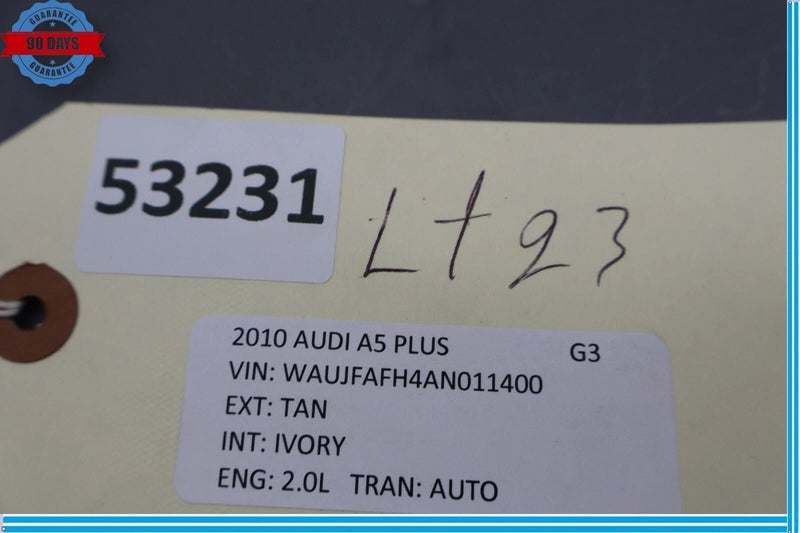 GUARANTEE
90 DAYS
GUARANTEE
53231
Lt 93
2010 AUDI A5 PLUS G3
VIN: WAUJFAFH4AN011400
EXT: TAN
INT: IVORY
ENG: 2.0L TRAN: AUTO